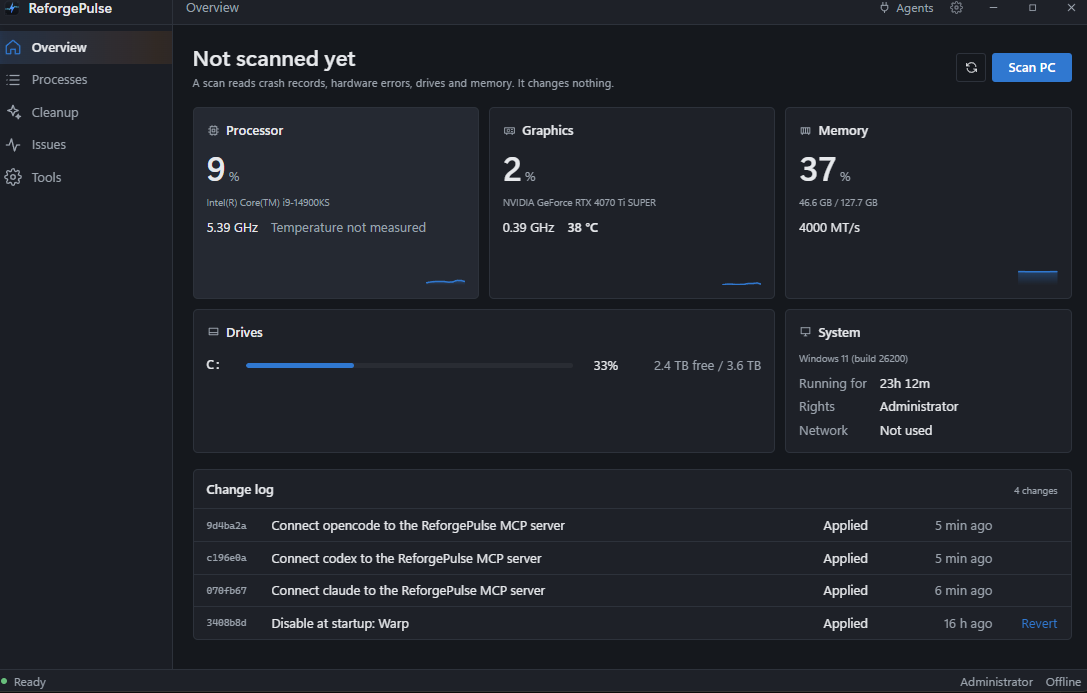 ReforgePulse
Overview
Agents
Overview
Processes
Cleanup
Issues
Tools
Not scanned yet
A scan reads crash records, hardware errors, drives and memory. It changes nothing.
Scan PC
Processor
9 %
Intel(R) Core(TM) i9-14900KS
5.39 GHz Temperature not measured
Graphics
2 %
NVIDIA GeForce RTX 4070 Ti SUPER
0.39 GHz 38 °C
Memory
37 %
46.6 GB / 127.7 GB
4000 MT/s
Drives
C: 33% 2.4 TB free / 3.6 TB
System
Windows 11 (build 26200)
Running for 23h 12m
Rights Administrator
Network Not used
Change log 4 changes
9d4ba2a Connect opencode to the ReforgePulse MCP server Applied 5 min ago
c196e0a Connect codex to the ReforgePulse MCP server Applied 5 min ago
070fb67 Connect claude to the ReforgePulse MCP server Applied 6 min ago
3408b8d Disable at startup: Warp Applied 16 h ago Revert
Ready Administrator Offline